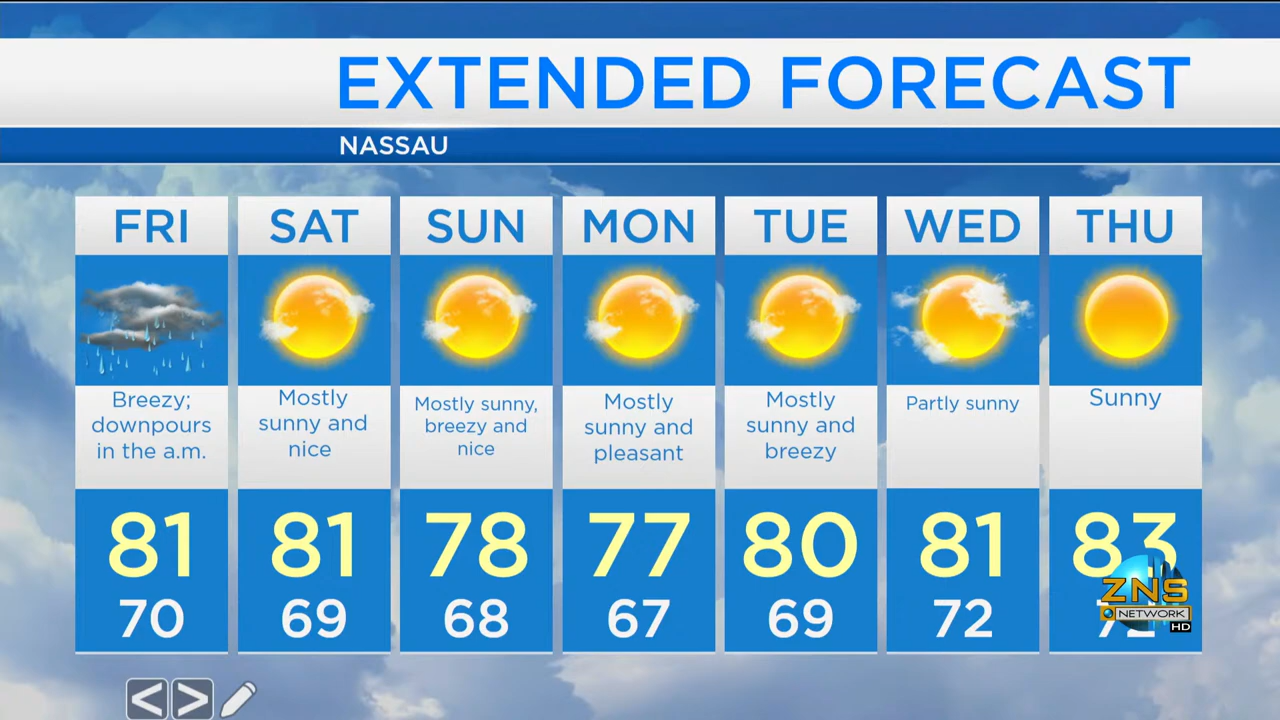 EXTENDED FORECAST
NASSAU
FRI
Breezy;
downpours
in the a.m.
81
70
SAT
Mostly
sunny and
nice
81
69
SUN
Mostly sunny,
breezy and
nice
78
68
MON
Mostly
sunny and
pleasant
77
67
TUE
Mostly
sunny and
breezy
80
69
WED
Partly sunny
81
72
THU
Sunny
83
ZNS
NETWORK
HD